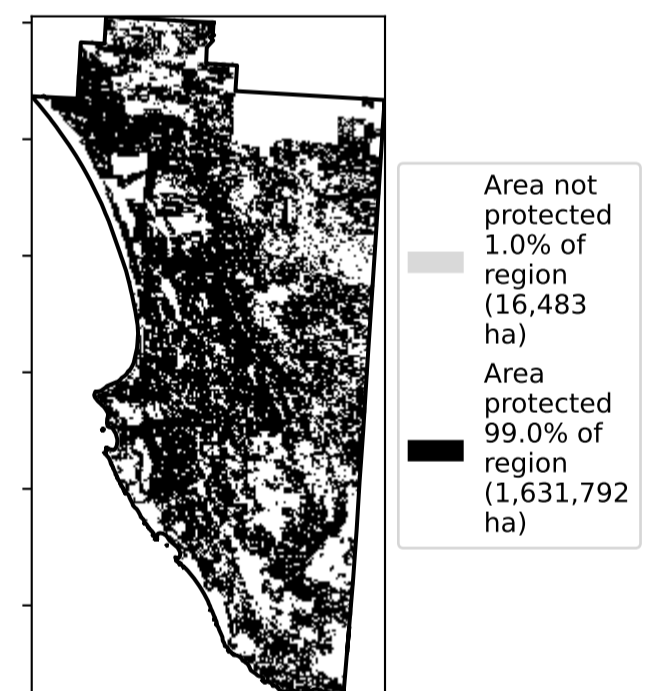 Area not
protected
1.0% of
region
(16,483
ha)
Area
protected
99.0% of
region
(1,631,792
ha)